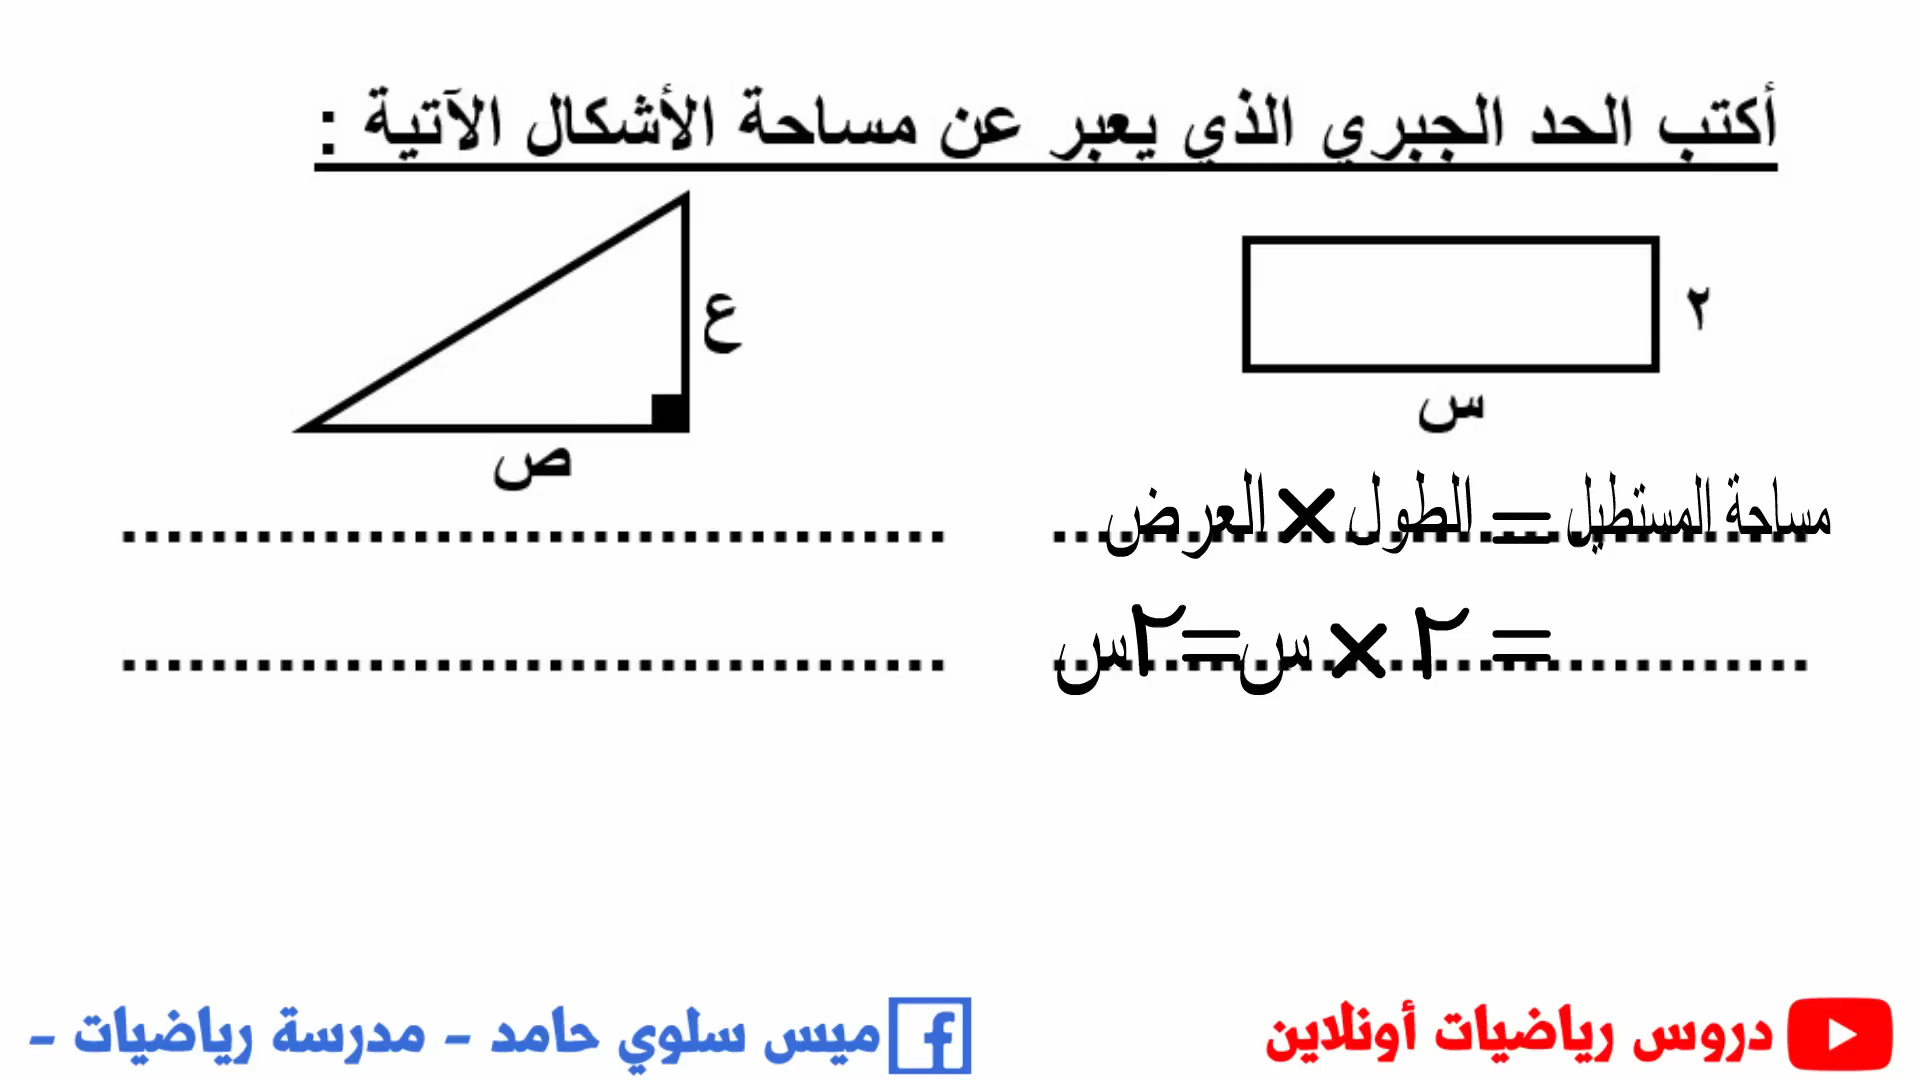 أكتب الحد الجبري الذي يعبر عن مساحة الأشكال الآتية :
٢
س
مساحة المستطيل = الطول × العرض
= ٢ × س = ٢س
ع
ص
دروس رياضيات أونلاين
ميس سلوي حامد - مدرسة رياضيات -